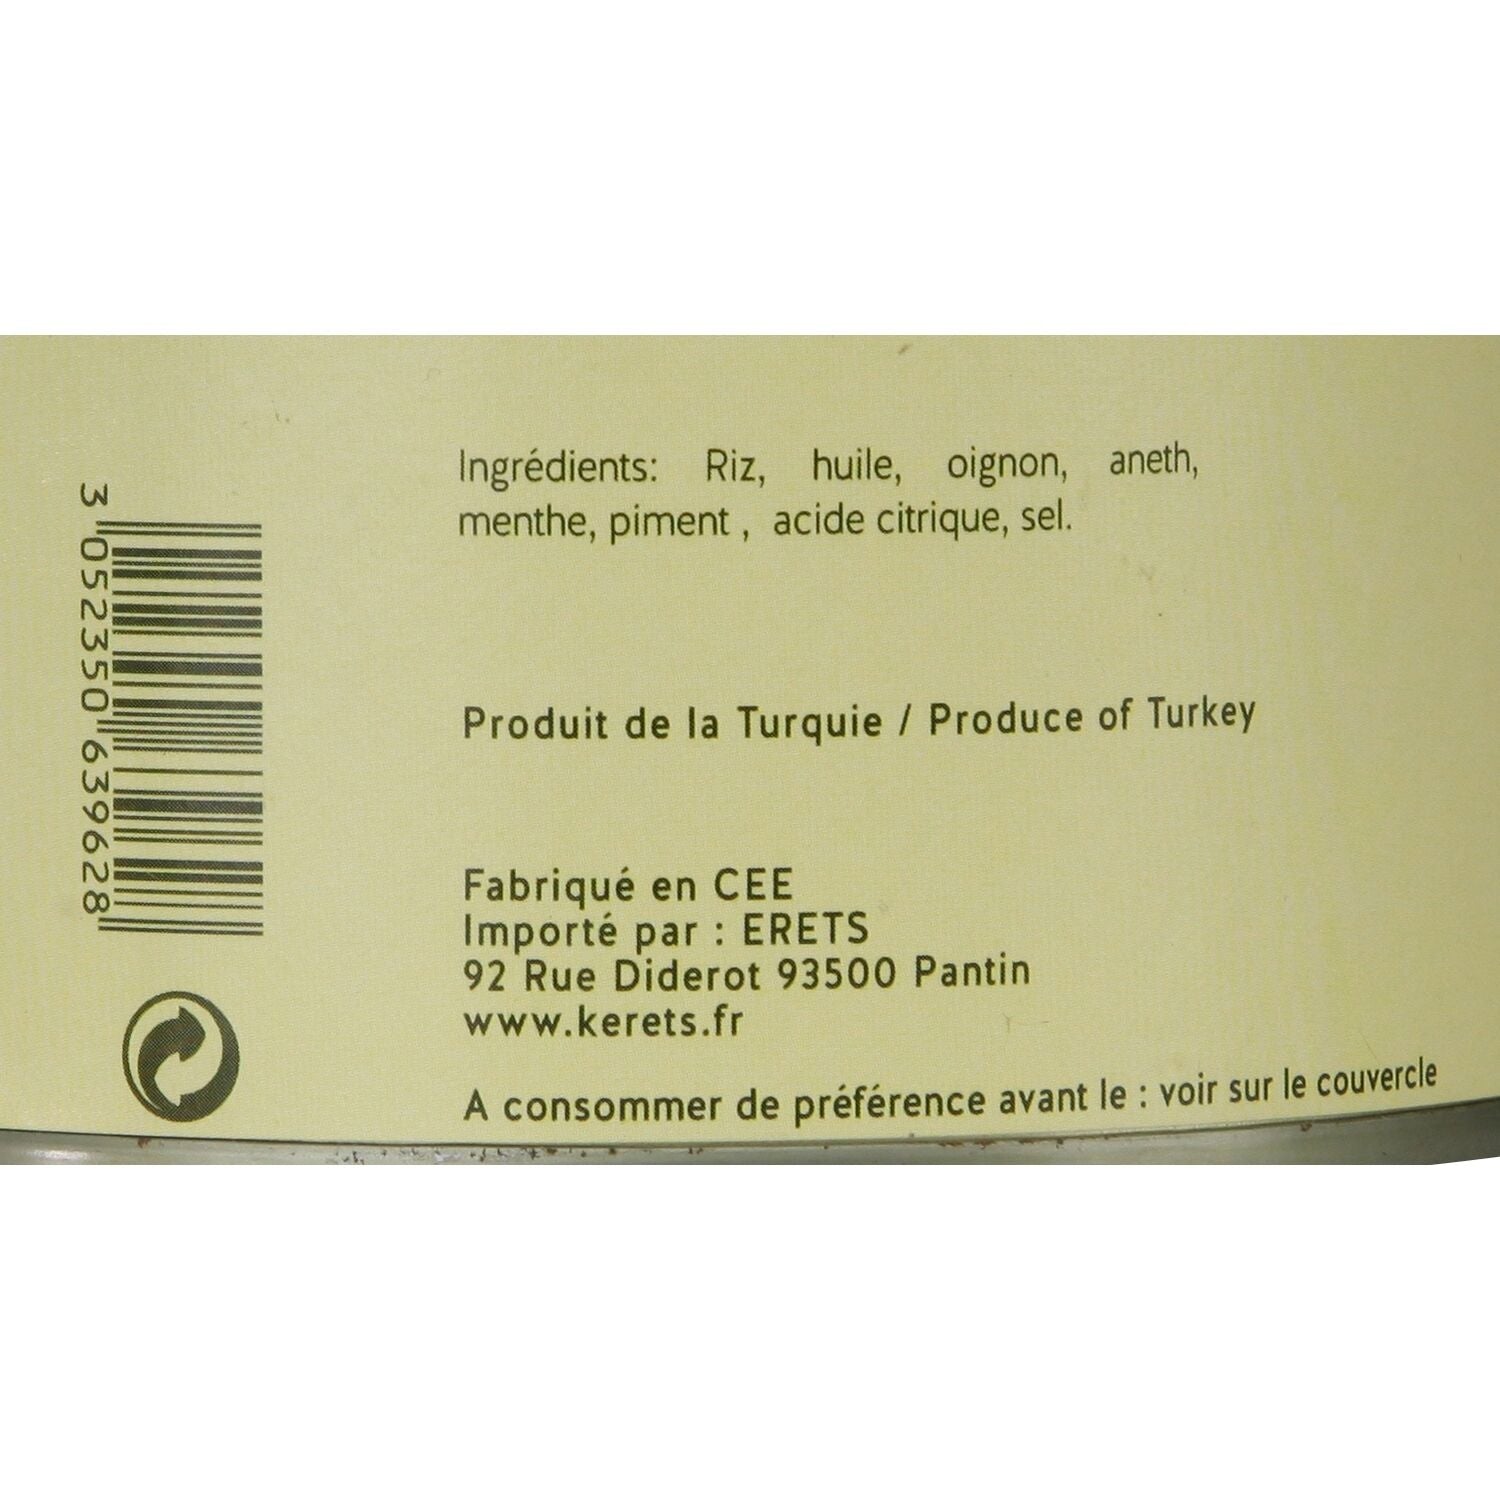 Ingrédients: Riz, huile, oignon, aneth,
menthe, piment , acide citrique, sel.
Produit de la Turquie / Produce of Turkey
Fabriqué en CEE
Importé par : ERETS
92 Rue Diderot 93500 Pantin
www.kerets.fr
A consommer de préférence avant le : voir sur le couvercle
3 052350 639628